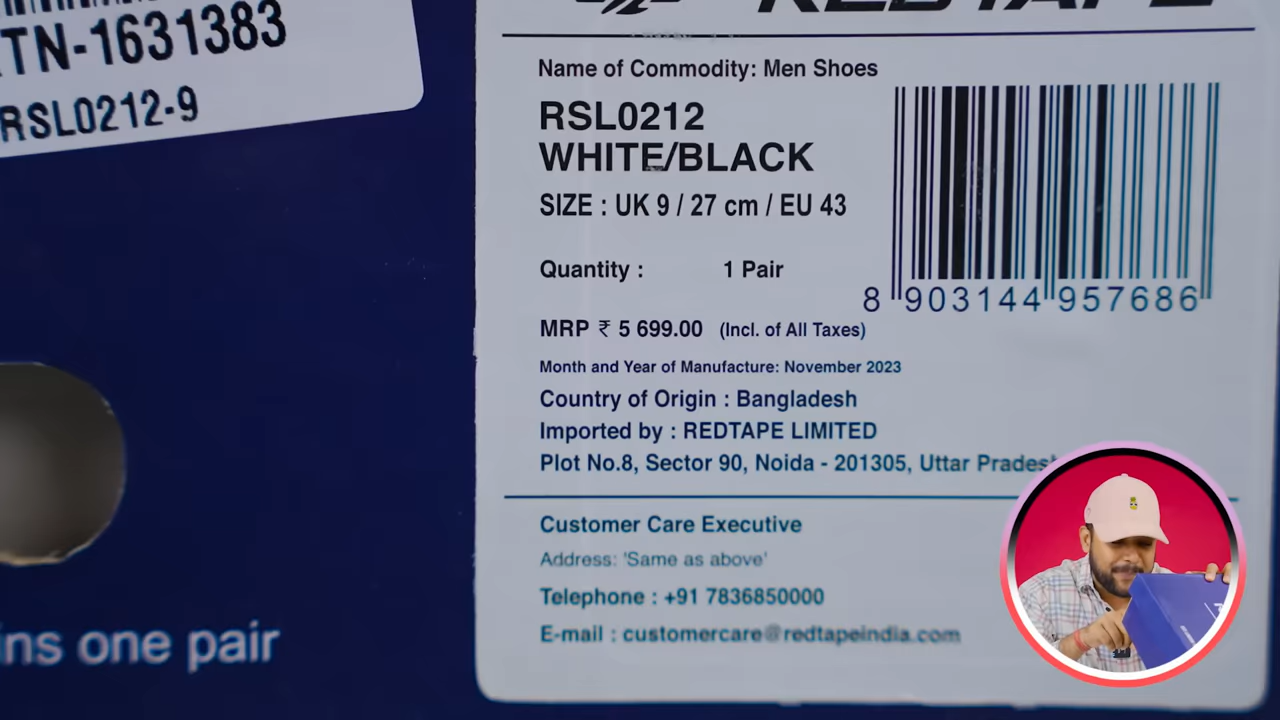 TN-1631383
RSL0212-9
REDTAPE
Name of Commodity: Men Shoes
RSL0212
WHITE/BLACK
SIZE : UK 9 / 27 cm / EU 43
Quantity : 1 Pair
8 903144 957686
MRP ₹ 5 699.00 (Incl. of All Taxes)
Month and Year of Manufacture: November 2023
Country of Origin : Bangladesh
Imported by : REDTAPE LIMITED
Plot No.8, Sector 90, Noida - 201305, Uttar Prades
Customer Care Executive
Address: 'Same as above'
Telephone : +91 7836850000
E-mail : customercare@redtapeindia.com
ins one pair